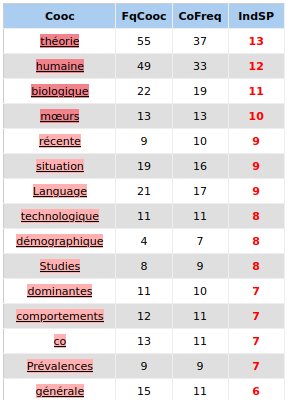 Cooc FqCooc CoFreq IndSP
théorie 55 37 13
humaine 49 33 12
biologique 22 19 11
mœurs 13 13 10
récente 9 10 9
situation 19 16 9
Language 21 17 9
technologique 11 11 8
démographique 4 7 8
Studies 8 9 8
dominantes 11 10 7
comportements 12 11 7
co 13 11 7
Prévalences 9 9 7
générale 15 11 6